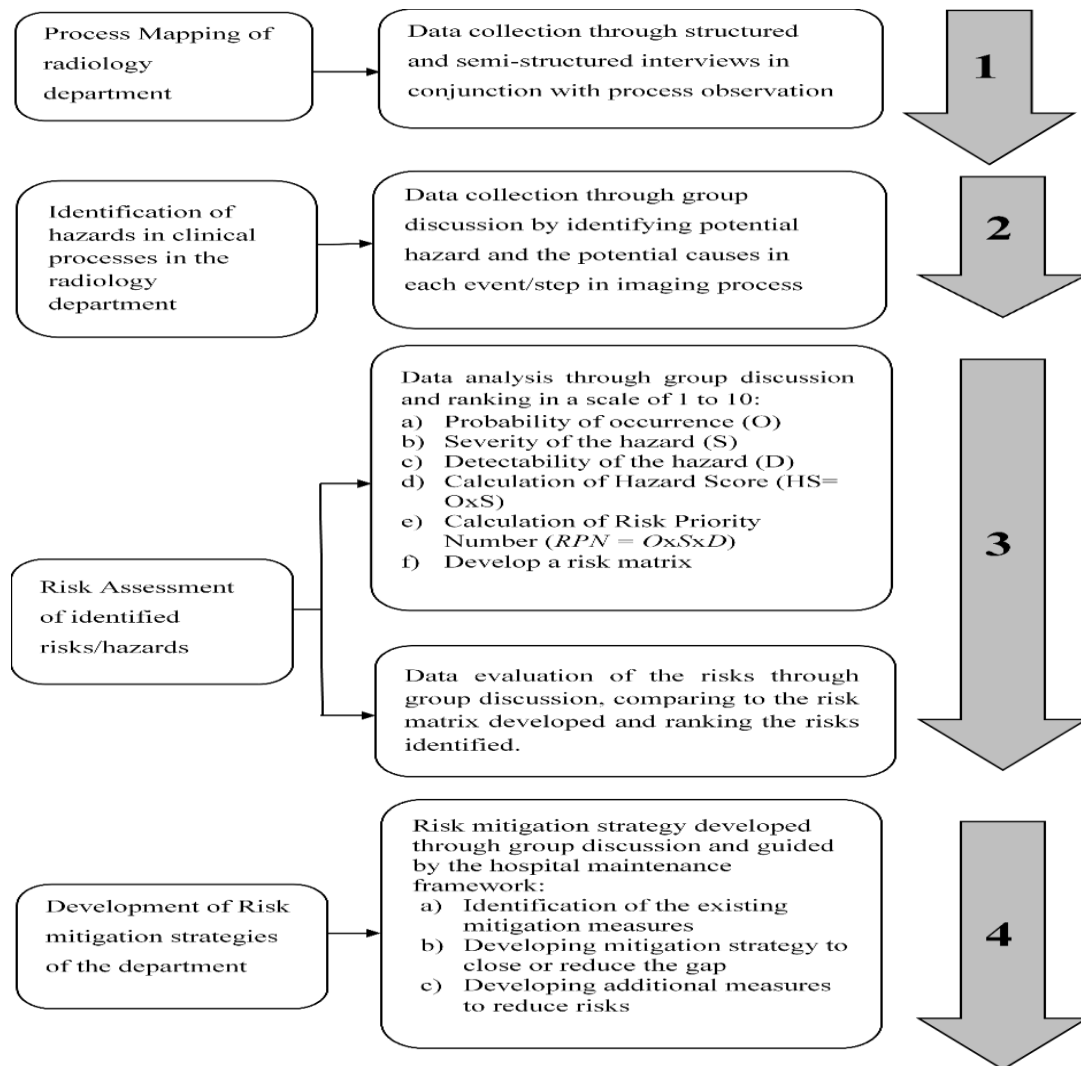 Process Mapping of
radiology
department
Data collection through structured
and semi-structured interviews in
conjunction with process observation
1
Identification of
hazards in clinical
processes in the
radiology
department
Data collection through group
discussion by identifying potential
hazard and the potential causes in
each event/step in imaging process
2
Risk Assessment
of identified
risks/hazards
Data analysis through group discussion
and ranking in a scale of 1 to 10:
a) Probability of occurrence (O)
b) Severity of the hazard (S)
c) Detectability of the hazard (D)
d) Calculation of Hazard Score (HS=
OxS)
e) Calculation of Risk Priority
Number (RPN = OxSxD)
f) Develop a risk matrix
Data evaluation of the risks through
group discussion, comparing to the risk
matrix developed and ranking the risks
identified.
3
Development of Risk
mitigation strategies
of the department
Risk mitigation strategy developed
through group discussion and guided
by the hospital maintenance
framework:
a) Identification of the existing
mitigation measures
b) Developing mitigation strategy to
close or reduce the gap
c) Developing additional measures
to reduce risks
4